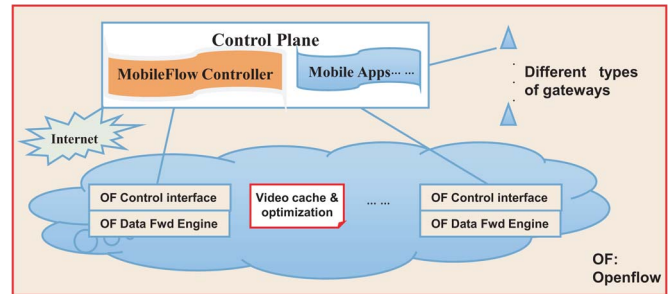 Control Plane
MobileFlow Controller
Mobile Apps... ...
Different types
of gateways
Internet
OF Control interface
OF Data Fwd Engine
Video cache &
optimization
... ...
OF Control interface
OF Data Fwd Engine
OF:
Openflow